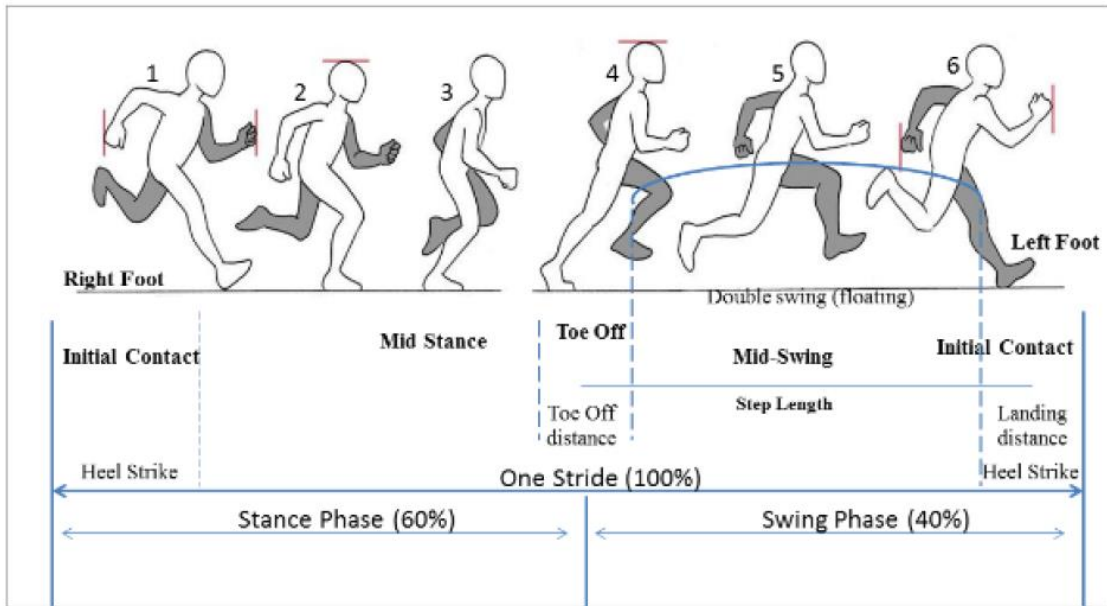 1
2
3
4
5
6
Right Foot
Left Foot
Double swing (floating)
Initial Contact
Mid Stance
Toe Off
Mid-Swing
Initial Contact
Step Length
Toe Off
distance
Landing
distance
Heel Strike
One Stride (100%)
Heel Strike
Stance Phase (60%)
Swing Phase (40%)